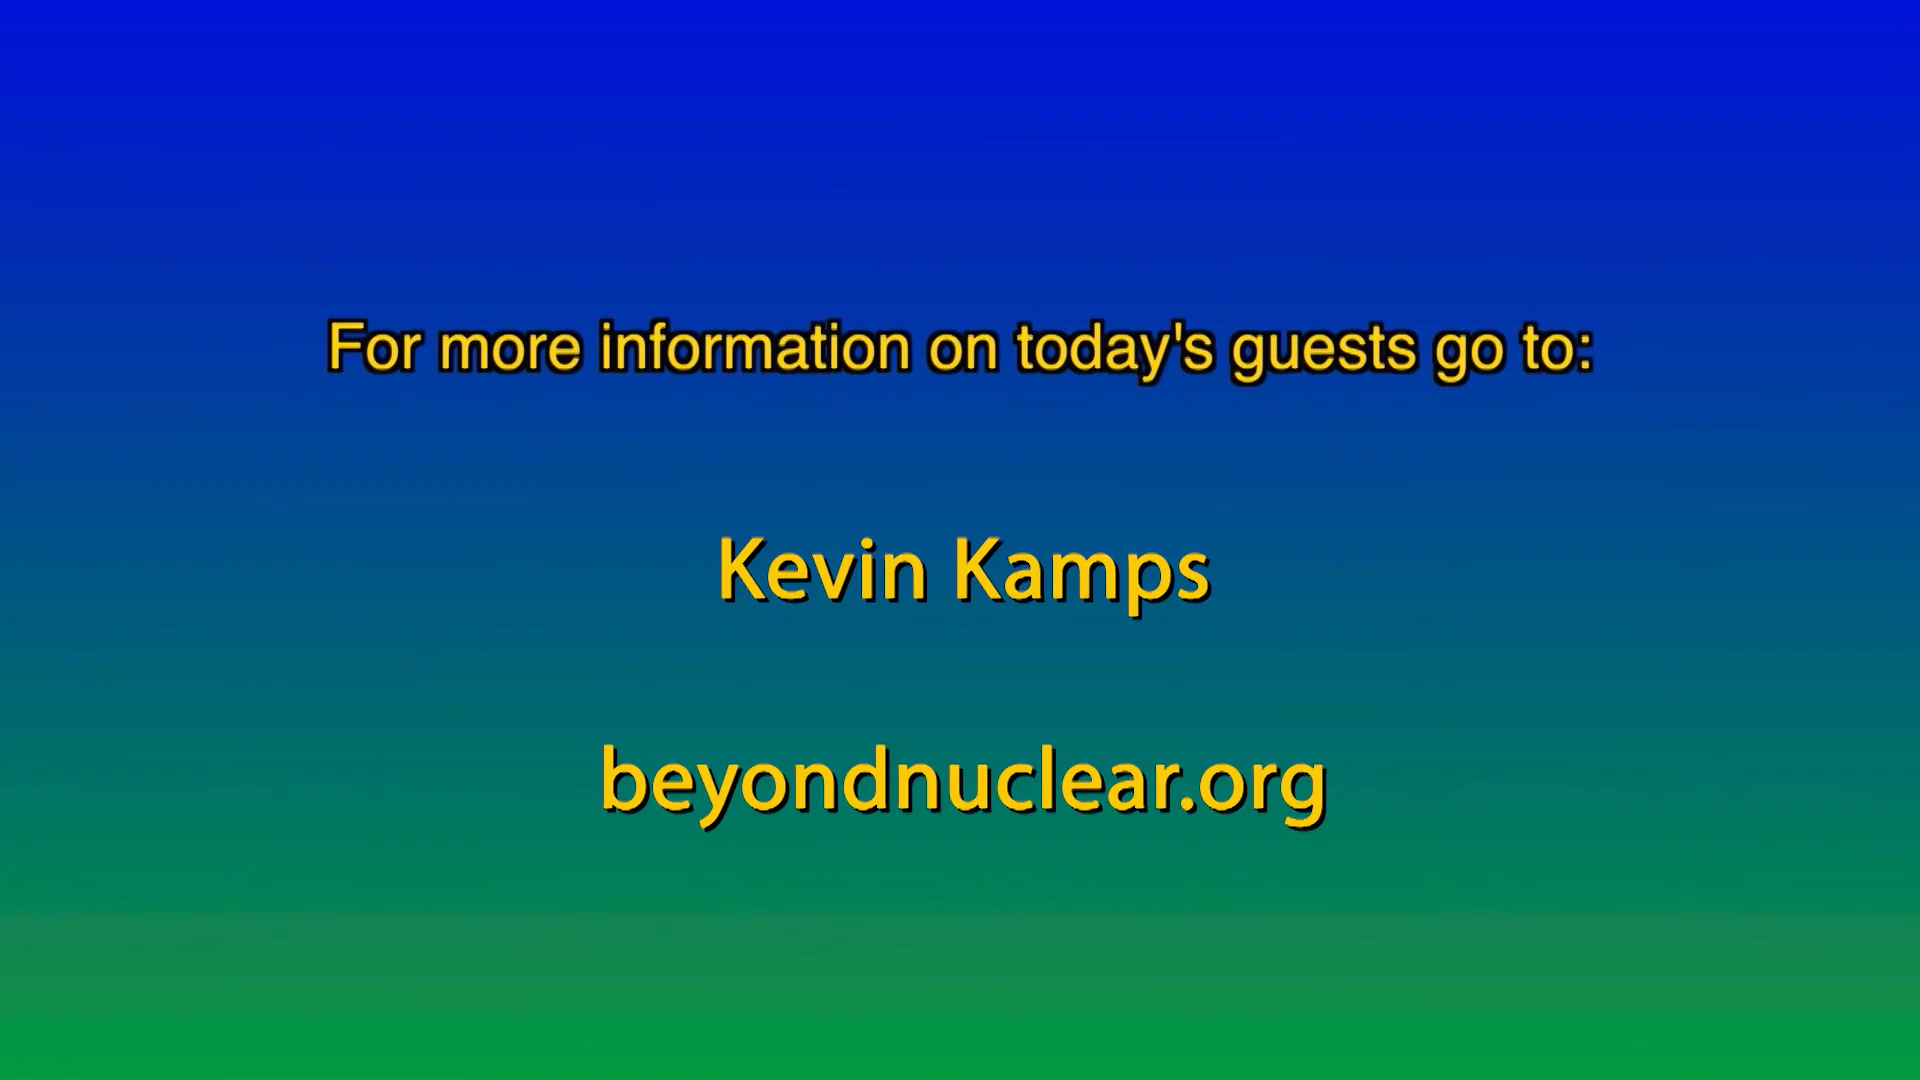 For more information on today's guests go to:
Kevin Kamps
beyondnuclear.org